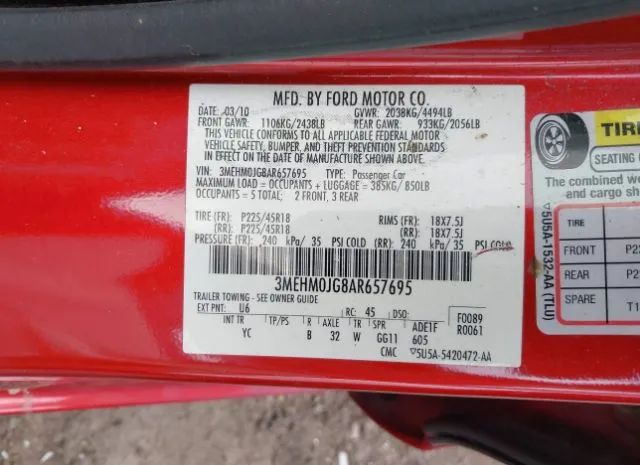 MFD. BY FORD MOTOR CO.
DATE: 03/10 GVWR: 2038KG/4494LB
FRONT GAWR: 1106KG/2438LB REAR GAWR: 933KG/2056LB
THIS VEHICLE CONFORMS TO ALL APPLICABLE FEDERAL MOTOR
VEHICLE SAFETY, BUMPER, AND THEFT PREVENTION STANDARDS
IN EFFECT ON THE DATE OF MANUFACTURE SHOWN ABOVE.
VIN: 3MEHM0JG8AR657695 TYPE: Passenger Car
MAXIMUM LOAD = OCCUPANTS + LUGGAGE = 385KG/850LB
OCCUPANTS = 5 TOTAL: 2 FRONT, 3 REAR
TIRE (FR): P225/45R18 RIMS (FR): 18X7.5J
(RR): P225/45R18 (RR): 18X7.5J
PRESSURE (FR): 240 kPa/ 35 PSI COLD (RR): 240 kPa/ 35 PSI COLD
3MEHM0JG8AR657695
TRAILER TOWING - SEE OWNER GUIDE
EXT PNT: U6 RC: 45 DSO: F0089
R0061
INT TR TP/PS R AXLE TR SPR ADE1F
YC B 32 W GG11 605
CMC ▽5U5A-5420472-AA
TIRE
SEATING
The combined
and cargo
▽5U5A-1532-AA (TLU)
TIRE
FRONT P2
REAR P2
SPARE T1